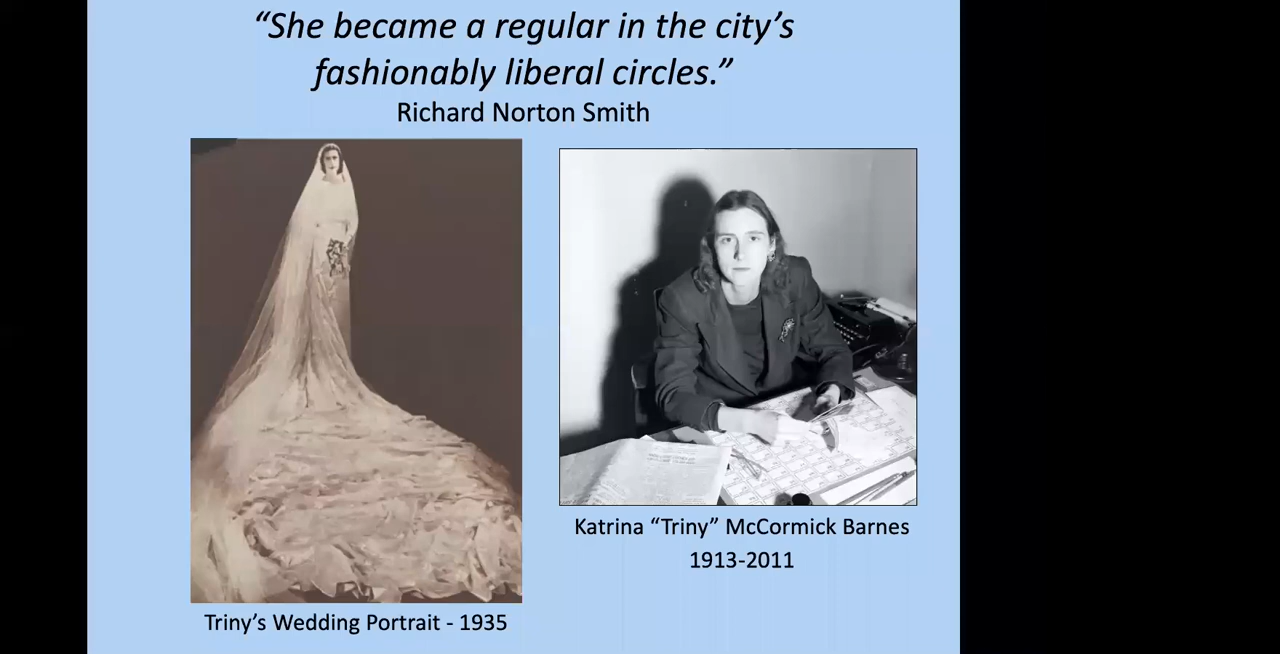 “She became a regular in the city’s
fashionably liberal circles.”
Richard Norton Smith
Katrina “Triny” McCormick Barnes
1913-2011
Triny’s Wedding Portrait - 1935